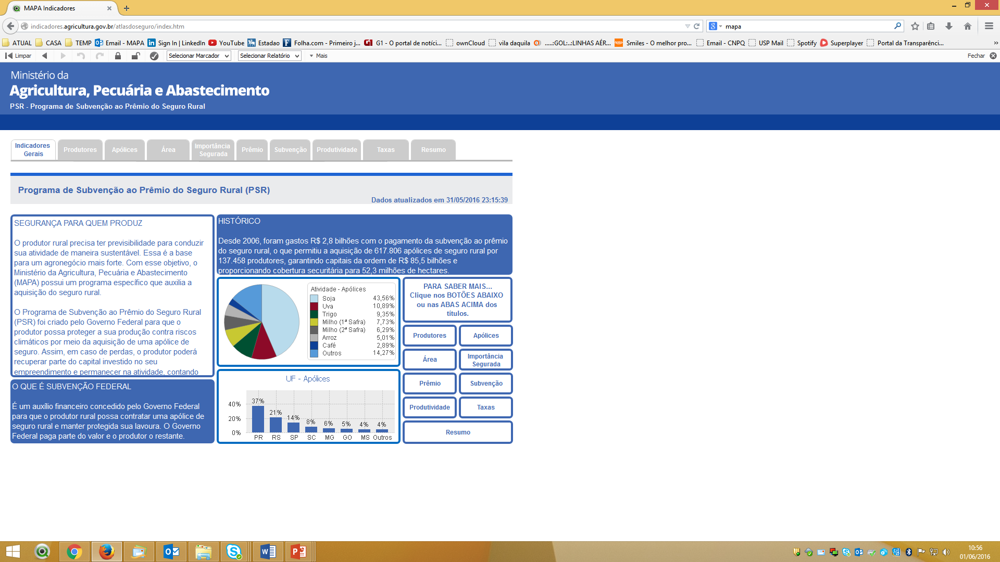 MAPA Indicadores
indicadores.agricultura.gov.br/atlasdoseguro/index.htm
mapa
ATUAL CASA TEMP Email - MAPA Sign In | LinkedIn YouTube Estadao Folha.com - Primeiro j... G1 - O portal de notíci... ownCloud vila daquila .....:GOL:..:LINHAS AÉR... Smiles - O melhor pro... Email - CNPQ USP Mail Spotify Superplayer Portal da Transparênci... »
Limpar Selecionar Marcador Selecionar Relatório Mais Fechar
Ministério da
Agricultura, Pecuária e Abastecimento
PSR - Programa de Subvenção ao Prêmio do Seguro Rural
Indicadores
Gerais
Produtores
Apólices
Área
Importância
Segurada
Prêmio
Subvenção
Produtividade
Taxas
Resumo
Programa de Subvenção ao Prêmio do Seguro Rural (PSR)
Dados atualizados em 31/05/2016 23:15:39
SEGURANÇA PARA QUEM PRODUZ
O produtor rural precisa ter previsibilidade para conduzir
sua atividade de maneira sustentável. Essa é a base
para um agronegócio mais forte. Com esse objetivo, o
Ministério da Agricultura, Pecuária e Abastecimento
(MAPA) possui um programa específico que auxilia a
aquisição do seguro rural.
O Programa de Subvenção ao Prêmio do Seguro Rural
(PSR) foi criado pelo Governo Federal para que o
produtor possa proteger a sua produção contra riscos
climáticos por meio da aquisição de uma apólice de
seguro. Assim, em caso de perdas, o produtor poderá
recuperar parte do capital investido no seu
empreendimento e permanecer na atividade, contando
O QUE É SUBVENÇÃO FEDERAL
É um auxílio financeiro concedido pelo Governo Federal
para que o produtor rural possa contratar uma apólice de
seguro rural e manter protegida sua lavoura. O Governo
Federal paga parte do valor e o produtor o restante.
HISTÓRICO
Desde 2006, foram gastos R$ 2,8 bilhões com o pagamento da subvenção ao prêmio
do seguro rural, o que permitiu a aquisição de 617.806 apólices de seguro rural por
137.458 produtores, garantindo capitais da ordem de R$ 85,5 bilhões e
proporcionando cobertura securitária para 52,3 milhões de hectares.
Atividade - Apólices
Soja 43,56%
Uva 10,89%
Trigo 9,35%
Milho (1ª Safra) 7,73%
Milho (2ª Safra) 6,29%
Arroz 5,01%
Café 2,89%
Outros 14,27%
UF - Apólices
40%
20%
0%
37% 21% 14% 8% 6% 5% 4% 4%
PR RS SP SC MG GO MS Outros
PARA SABER MAIS...
Clique nos BOTÕES ABAIXO
ou nas ABAS ACIMA dos
títulos.
Produtores Apólices
Área
Importância
Segurada
Prêmio Subvenção
Produtividade Taxas
Resumo
10:56
01/06/2016